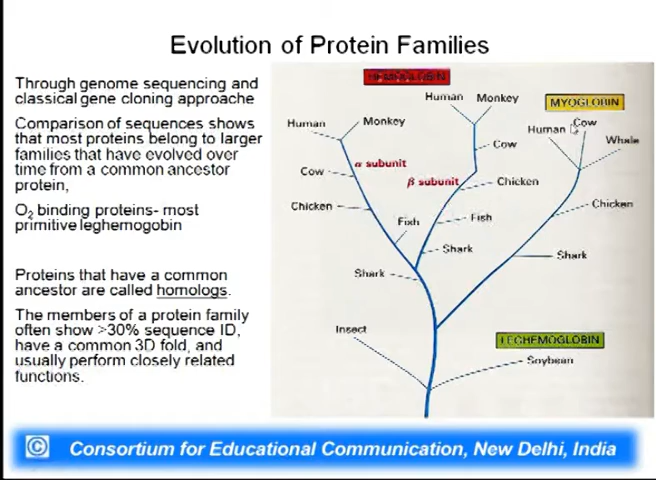 Evolution of Protein Families
Through genome sequencing and
classical gene cloning approache
Comparison of sequences shows
that most proteins belong to larger
families that have evolved over
time from a common ancestor
protein,
O2 binding proteins- most
primitive leghemogobin
Proteins that have a common
ancestor are called homologs.
The members of a protein family
often show >30% sequence ID,
have a common 3D fold, and
usually perform closely related
functions.
HEMOGLOBIN
Human Monkey
MYOGLOBIN
Human Monkey
Human Cow
Whale
Cow
α subunit
Cow
β subunit
Chicken
Chicken
Chicken
Fish
Fish
Shark
Shark
Shark
Insect
LEGHEMOGLOBIN
Soybean
© Consortium for Educational Communication, New Delhi, India